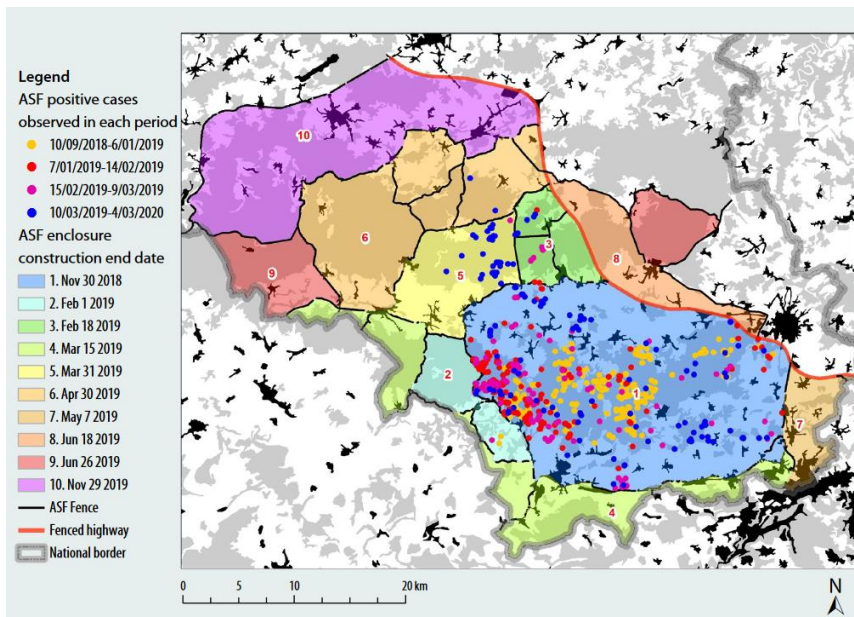 Legend
ASF positive cases
observed in each period
10/09/2018-6/01/2019
7/01/2019-14/02/2019
15/02/2019-9/03/2019
10/03/2019-4/03/2020
ASF enclosure
construction end date
1. Nov 30 2018
2. Feb 1 2019
3. Feb 18 2019
4. Mar 15 2019
5. Mar 31 2019
6. Apr 30 2019
7. May 7 2019
8. Jun 18 2019
9. Jun 26 2019
10. Nov 29 2019
ASF Fence
Fenced highway
National border
10
6
3
8
9
5
2
1
7
4
0 5 10 20 km
N